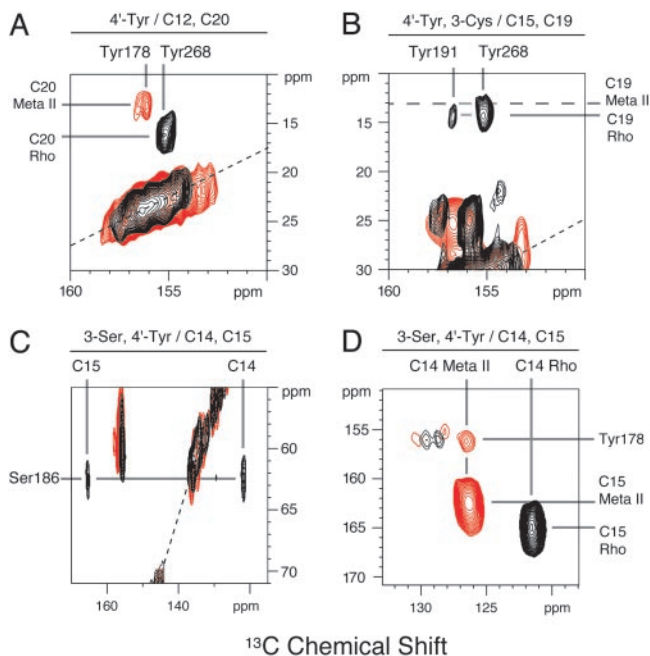 A
4'-Tyr / C12, C20
Tyr178 Tyr268
ppm
C20
Meta II
C20
Rho
15
20
25
30
160
155
ppm
B
4'-Tyr, 3-Cys / C15, C19
Tyr191 Tyr268
ppm
C19
Meta II
C19
Rho
15
20
25
30
160
155
ppm
C
3-Ser, 4'-Tyr / C14, C15
C15
C14
ppm
Ser186
60
65
70
160
140
ppm
D
3-Ser, 4'-Tyr / C14, C15
C14 Meta II
C14 Rho
ppm
155
160
165
170
Tyr178
C15
Meta II
C15
Rho
130
125
ppm
¹³C Chemical Shift